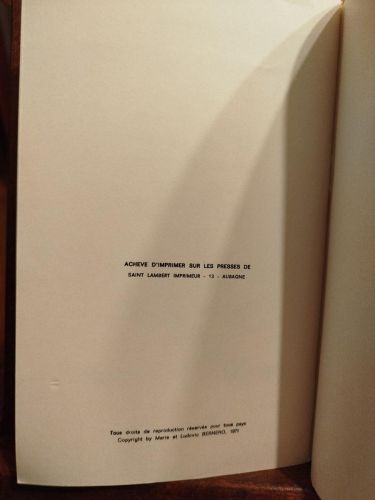 ACHEVE D'IMPRIMER SUR LES PRESSES DE
SAINT LAMBERT IMPRIMEUR - 13 - AUBAGNE
Tous droits de reproduction réservés pour tous pays
Copyright by Marie et Ludovic BERNERO, 1971